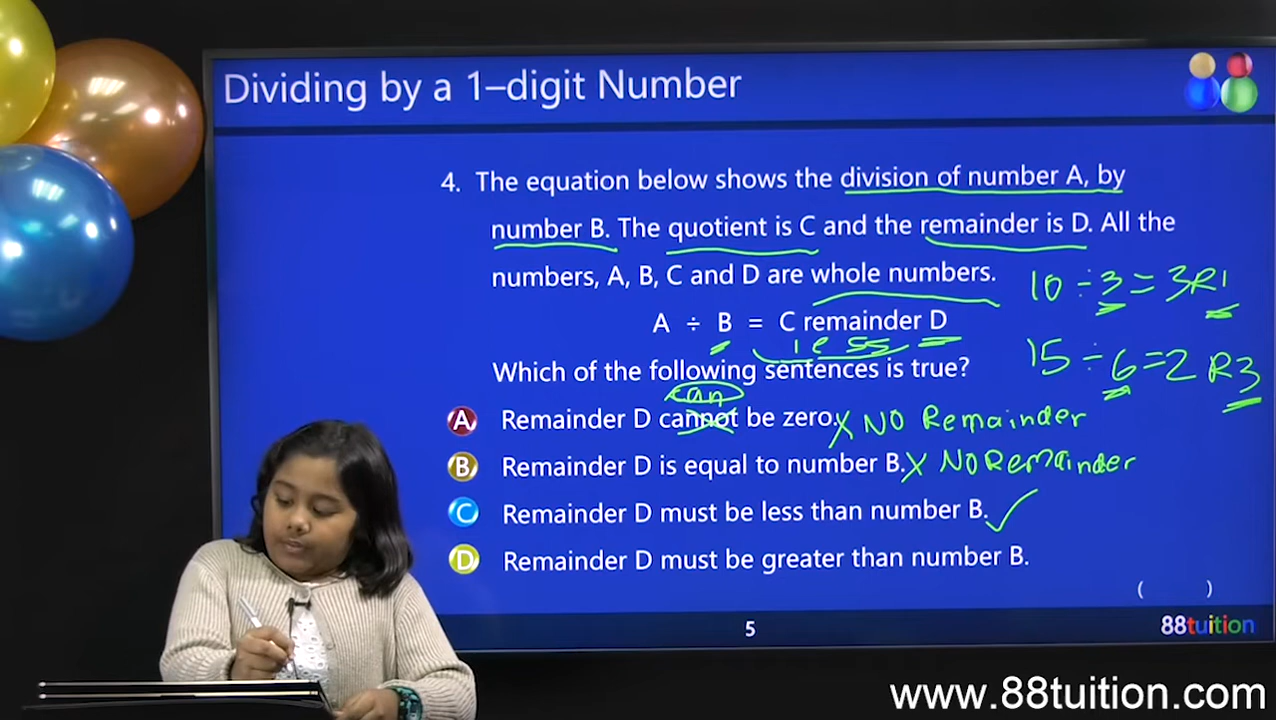 Dividing by a 1–digit Number
4. The equation below shows the division of number A, by
number B. The quotient is C and the remainder is D. All the
numbers, A, B, C and D are whole numbers.
10 ÷ 3 = 3R1
A ÷ B = C remainder D
less
15 ÷ 6 = 2 R3
Which of the following sentences is true?
can
A Remainder D cannot be zero. X NO Remainder
B Remainder D is equal to number B. X NO Remainder
C Remainder D must be less than number B. ✓
D Remainder D must be greater than number B.
( )
5
88tuition
www.88tuition.com